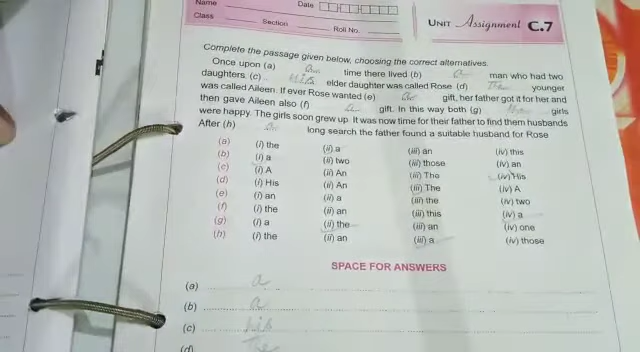 Name Date
Class Section Roll No.
UNIT Assignment C.7
Complete the passage given below, choosing the correct alternatives.
Once upon (a) a time there lived (b) a man who had two
daughters. (c) His elder daughter was called Rose. (d) The younger
was called Aileen. If ever Rose wanted (e) gift, her father got it for her and
then gave Aileen also (f) a gift. In this way both (g) girls
were happy. The girls soon grew up. It was now time for their father to find them husbands
After (h) long search the father found a suitable husband for Rose
(a) (i) the (ii) a (iii) an (iv) this
(b) (i) a (ii) two (iii) those (iv) an
(c) (i) A (ii) An (iii) The (iv) His
(d) (i) His (ii) An (iii) The (iv) A
(e) (i) an (ii) a (iii) the (iv) two
(f) (i) the (ii) an (iii) this (iv) a
(g) (i) a (ii) the (iii) an (iv) one
(h) (i) the (ii) an (iii) a (iv) those
SPACE FOR ANSWERS
(a) a
(b) a
(c) his
(d) The